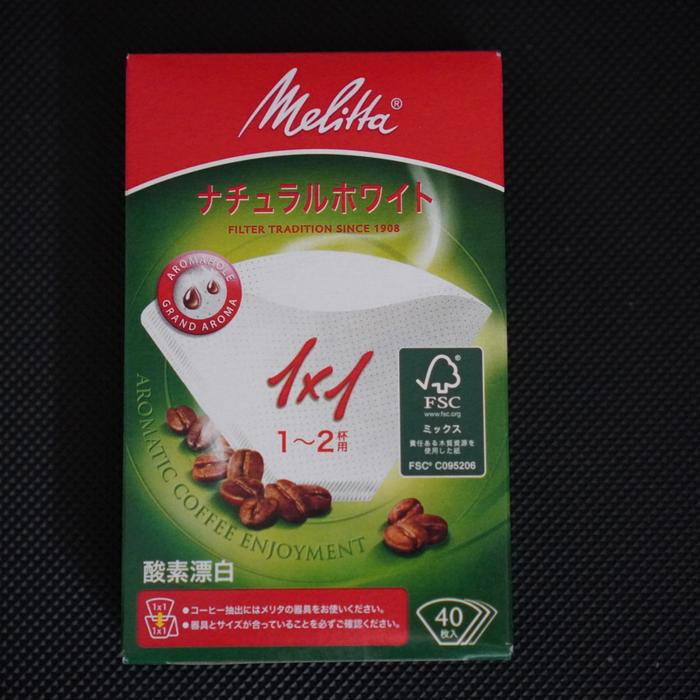 Melitta®
ナチュラルホワイト
FILTER TRADITION SINCE 1908
AROMAPOLE
GRAND AROMA
1x1
1〜2杯用
FSC®
www.fsc.org
ミックス
責任ある木質資源を
使用した紙
FSC® C095206
AROMATIC COFFEE ENJOYMENT
酸素漂白
1x1
1x1
●コーヒー抽出にはメリタの器具をお使いください。
●器具とサイズが合っていることを必ずご確認ください。
40
枚入